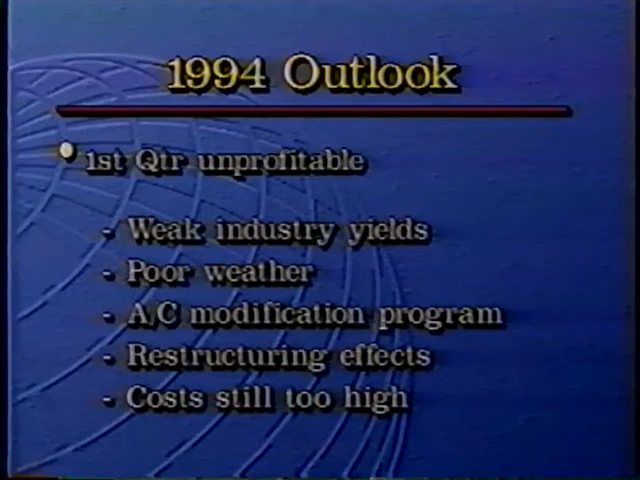 1994 Outlook
• 1st Qtr unprofitable
- Weak industry yields
- Poor weather
- A/C modification program
- Restructuring effects
- Costs still too high